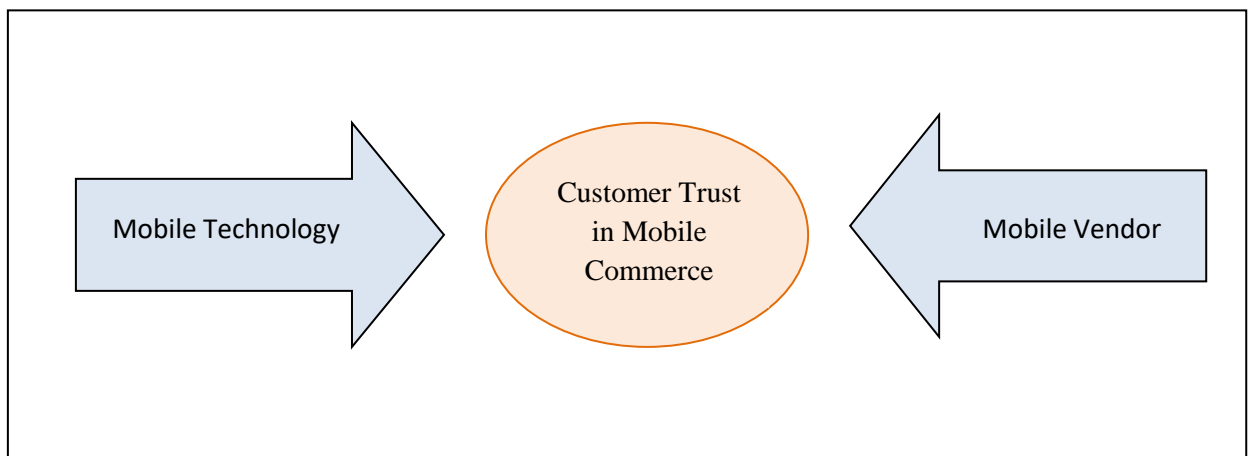 Mobile Technology
Customer Trust
in Mobile
Commerce
Mobile Vendor